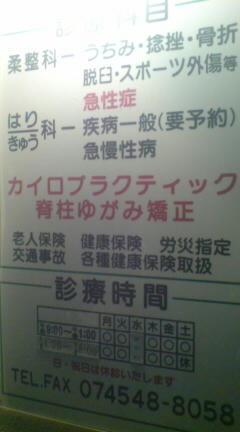 診療科目
柔整科ー うちみ・捻挫・骨折
脱臼・スポーツ外傷等
急性症
はり
きゅう 科ー 疾病一般(要予約)
急慢性病
カイロプラクティック
脊柱ゆがみ矯正
老人保険 健康保険 労災指定
交通事故 各種健康保険取扱
診療時間
月 火 水 木 金 土
9:00〜 1:00
日・祝日は休診いたします
TEL.FAX 074548-8058